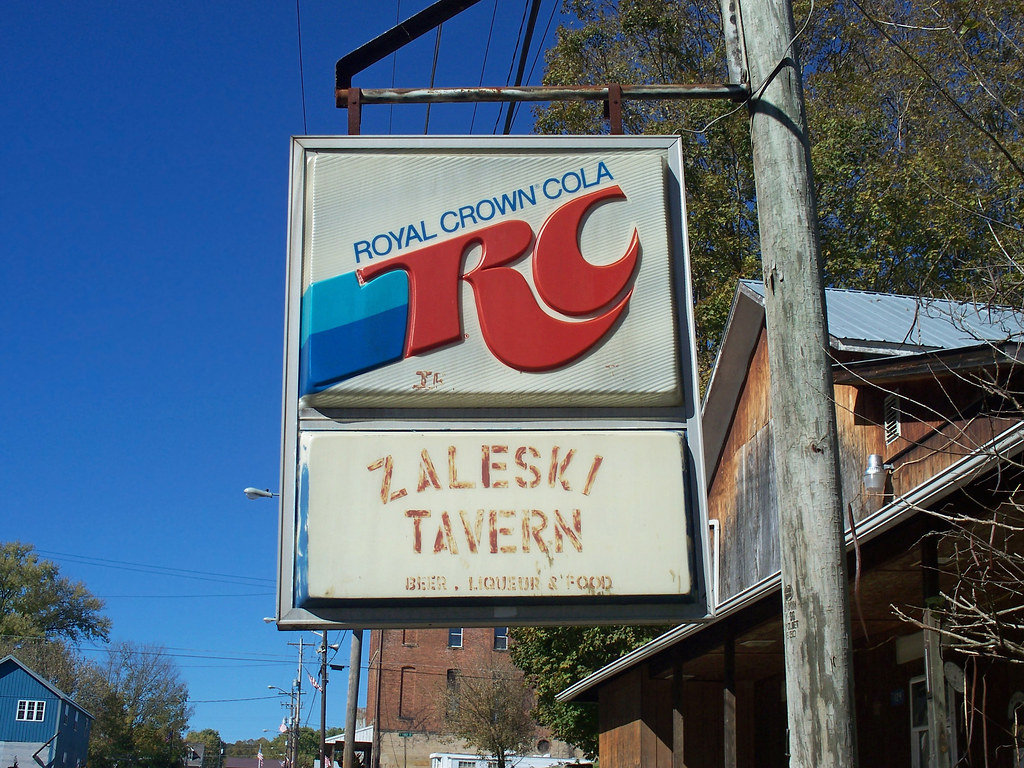 ROYAL CROWN® COLA
RC
ZALESKI
TAVERN
BEER . LIQUEUR & FOOD